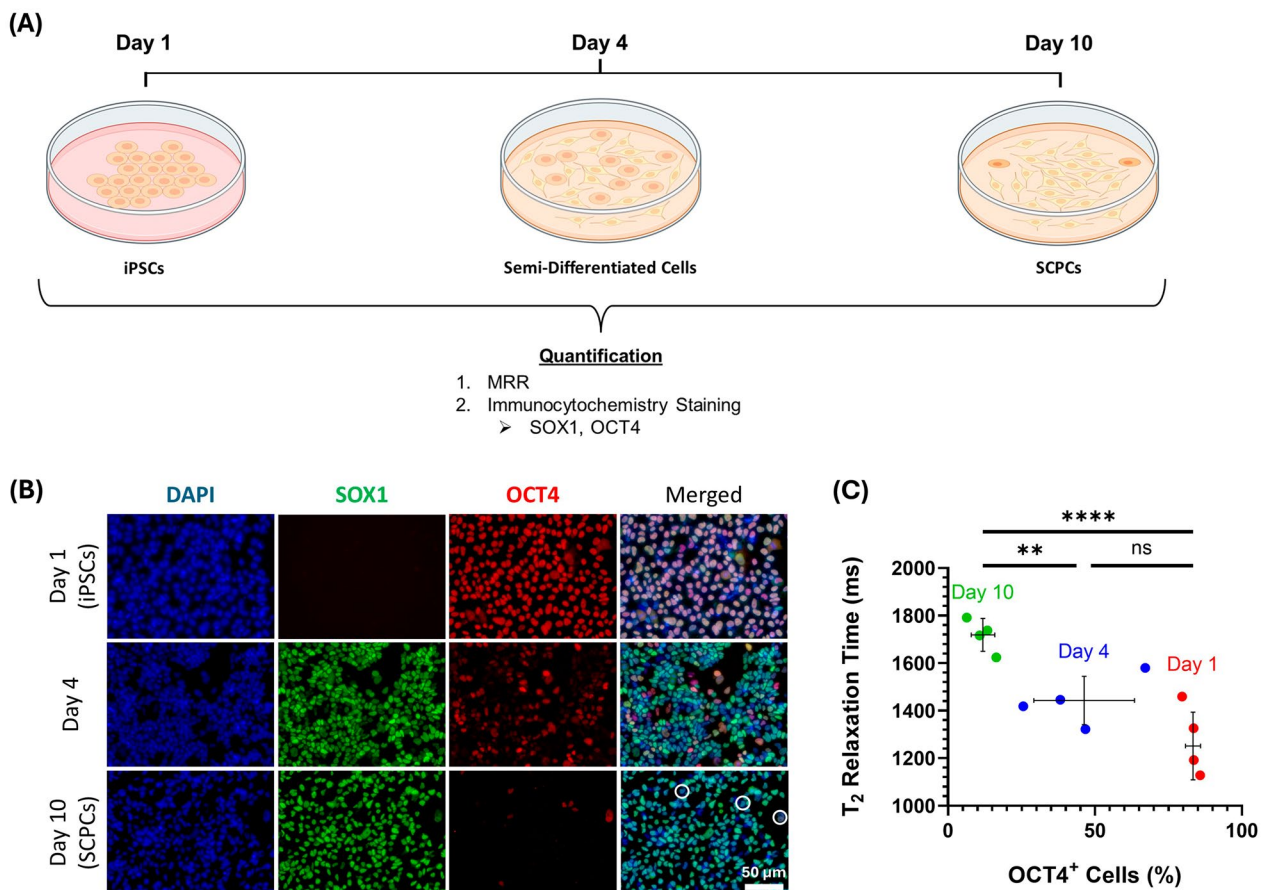 (A)
Day 1 Day 4 Day 10
iPSCs Semi-Differentiated Cells SCPCs
Quantification
1. MRR
2. Immunocytochemistry Staining
➢ SOX1, OCT4
(B)
DAPI SOX1 OCT4 Merged
Day 1
(iPSCs)
Day 4
Day 10
(SCPCs)
50 µm
(C)
****
** ns
T₂ Relaxation Time (ns)
2000
1800
1600
1400
1200
1000
Day 10
Day 4
Day 1
0 50 100
OCT4⁺ Cells (%)